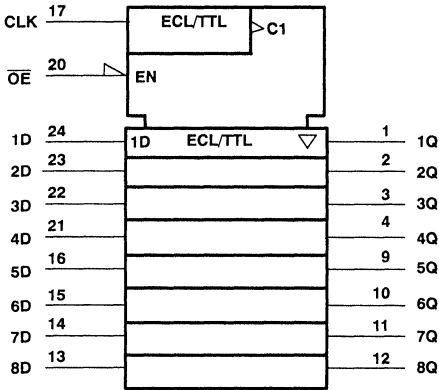 CLK 17 ECL/TTL C1
OE 20 EN
1D 24 1D ECL/TTL 1 1Q
2D 23 2 2Q
3D 22 3 3Q
4D 21 4 4Q
5D 16 9 5Q
6D 15 10 6Q
7D 14 11 7Q
8D 13 12 8Q